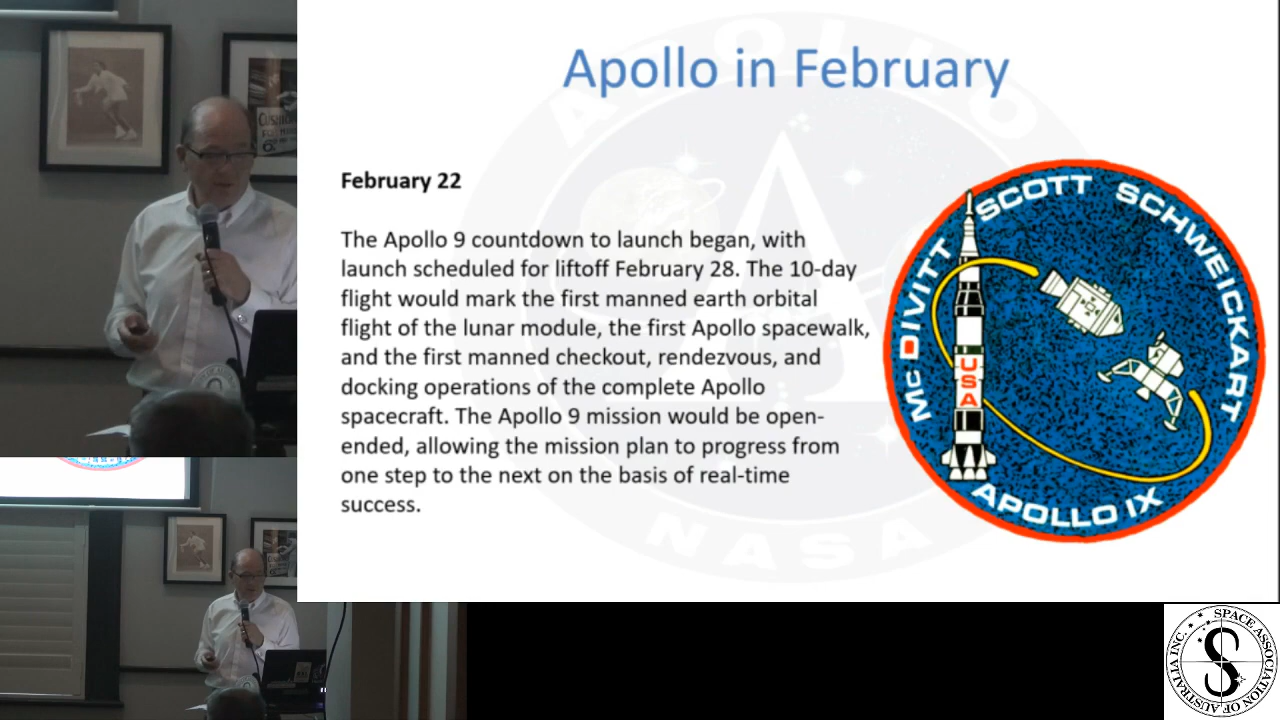 Apollo in February
February 22
The Apollo 9 countdown to launch began, with
launch scheduled for liftoff February 28. The 10-day
flight would mark the first manned earth orbital
flight of the lunar module, the first Apollo spacewalk,
and the first manned checkout, rendezvous, and
docking operations of the complete Apollo
spacecraft. The Apollo 9 mission would be open-
ended, allowing the mission plan to progress from
one step to the next on the basis of real-time
success.
APOLLO
NASA
Mc DIVITT SCOTT SCHWEICKART
USA
APOLLO IX
SPACE ASSOCIATION OF AUSTRALIA INC.
S